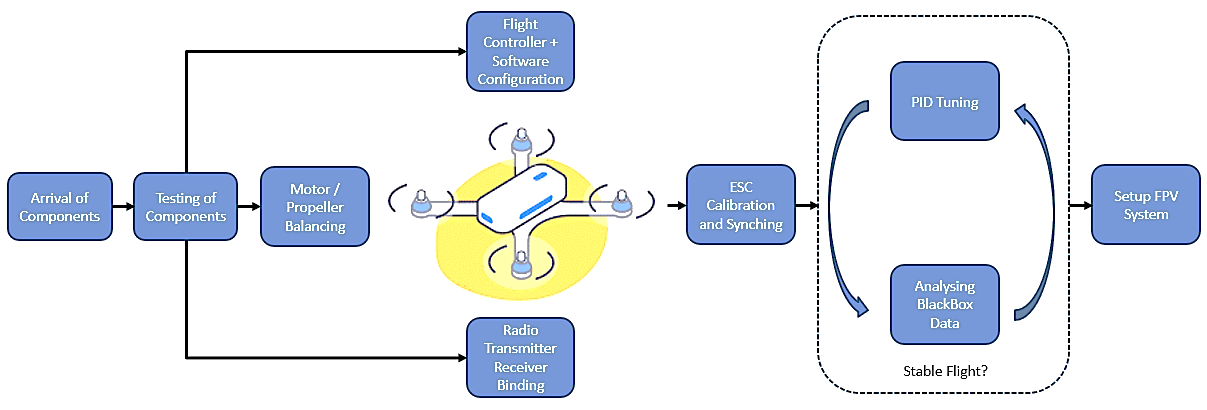 Flight
Controller +
Software
Configuration
Arrival of
Components
Testing of
Components
Motor /
Propeller
Balancing
Radio
Transmitter
Receiver
Binding
ESC
Calibration
and Synching
PID Tuning
Analysing
BlackBox
Data
Stable Flight?
Setup FPV
System